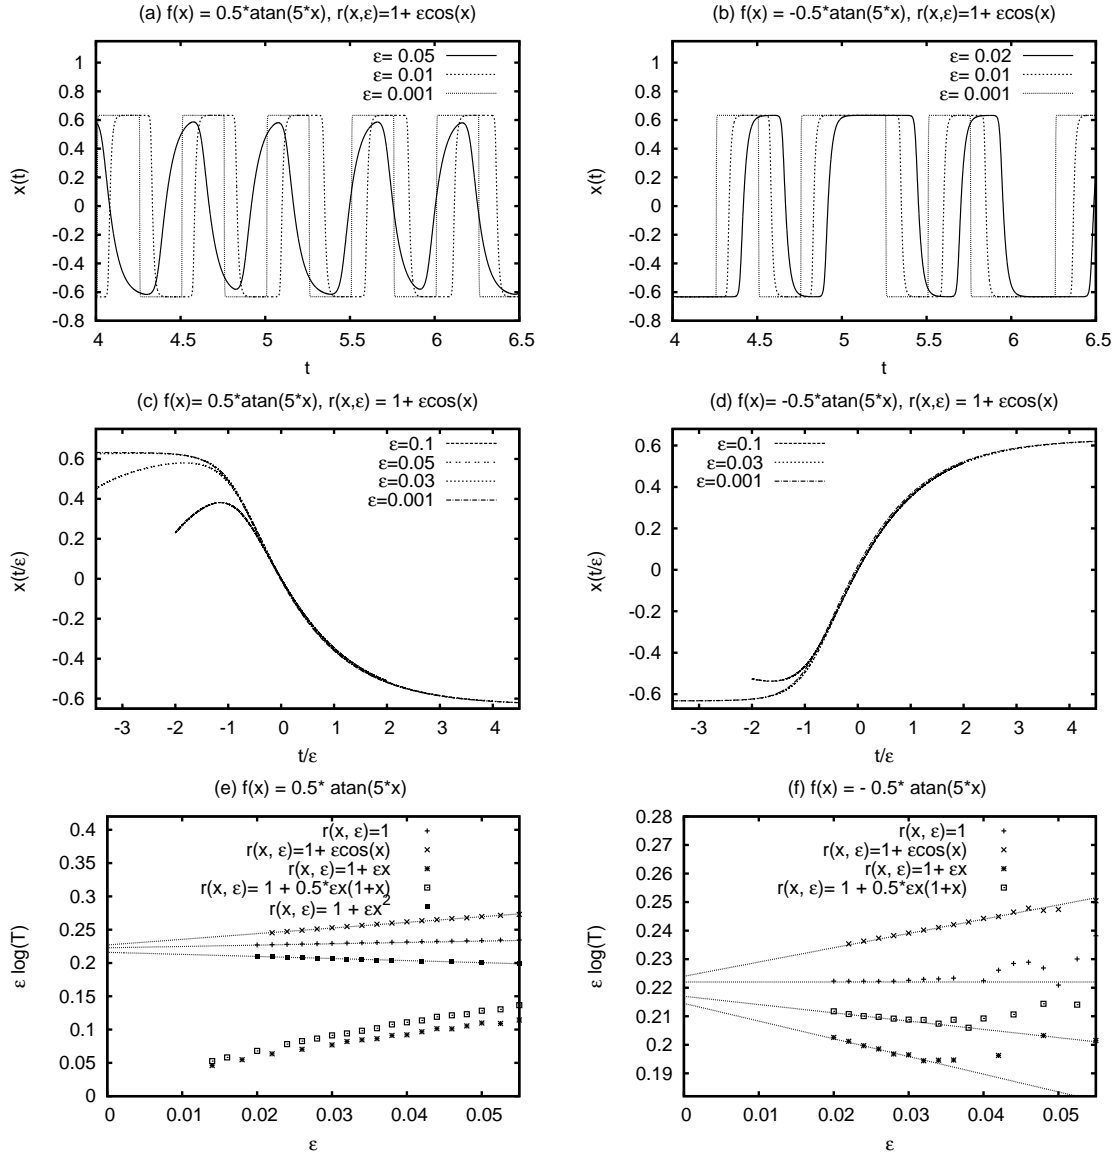 (a) f(x) = 0.5*atan(5*x), r(x,ε)=1+ εcos(x)
ε= 0.05
ε= 0.01
ε= 0.001
1
0.8
0.6
0.4
0.2
0
-0.2
-0.4
-0.6
-0.8
x(t)
4
4.5
5
5.5
6
6.5
t
(b) f(x) = -0.5*atan(5*x), r(x,ε)=1+ εcos(x)
ε= 0.02
ε= 0.01
ε= 0.001
1
0.8
0.6
0.4
0.2
0
-0.2
-0.4
-0.6
-0.8
x(t)
4
4.5
5
5.5
6
6.5
t
(c) f(x)= 0.5*atan(5*x), r(x,ε) = 1+ εcos(x)
ε=0.1
ε=0.05
ε=0.03
ε=0.001
0.6
0.4
0.2
0
-0.2
-0.4
-0.6
x(t/ε)
-3
-2
-1
0
1
2
3
4
t/ε
(d) f(x)= -0.5*atan(5*x), r(x,ε) = 1+ εcos(x)
ε=0.1
ε=0.03
ε=0.001
0.6
0.4
0.2
0
-0.2
-0.4
-0.6
x(t/ε)
-3
-2
-1
0
1
2
3
4
t/ε
(e) f(x) = 0.5* atan(5*x)
r(x, ε)=1
r(x, ε)=1+ εcos(x)
r(x, ε)=1+ εx
r(x, ε)= 1 + 0.5*εx(1+x)
r(x, ε)= 1 + εx²
0.4
0.35
0.3
0.25
0.2
0.15
0.1
0.05
0
ε log(T)
0
0.01
0.02
0.03
0.04
0.05
ε
(f) f(x) = - 0.5* atan(5*x)
r(x, ε)=1
r(x, ε)=1+ εcos(x)
r(x, ε)=1+ εx
r(x, ε)= 1 + 0.5*εx(1+x)
0.28
0.27
0.26
0.25
0.24
0.23
0.22
0.21
0.2
0.19
ε log(T)
0
0.01
0.02
0.03
0.04
0.05
ε